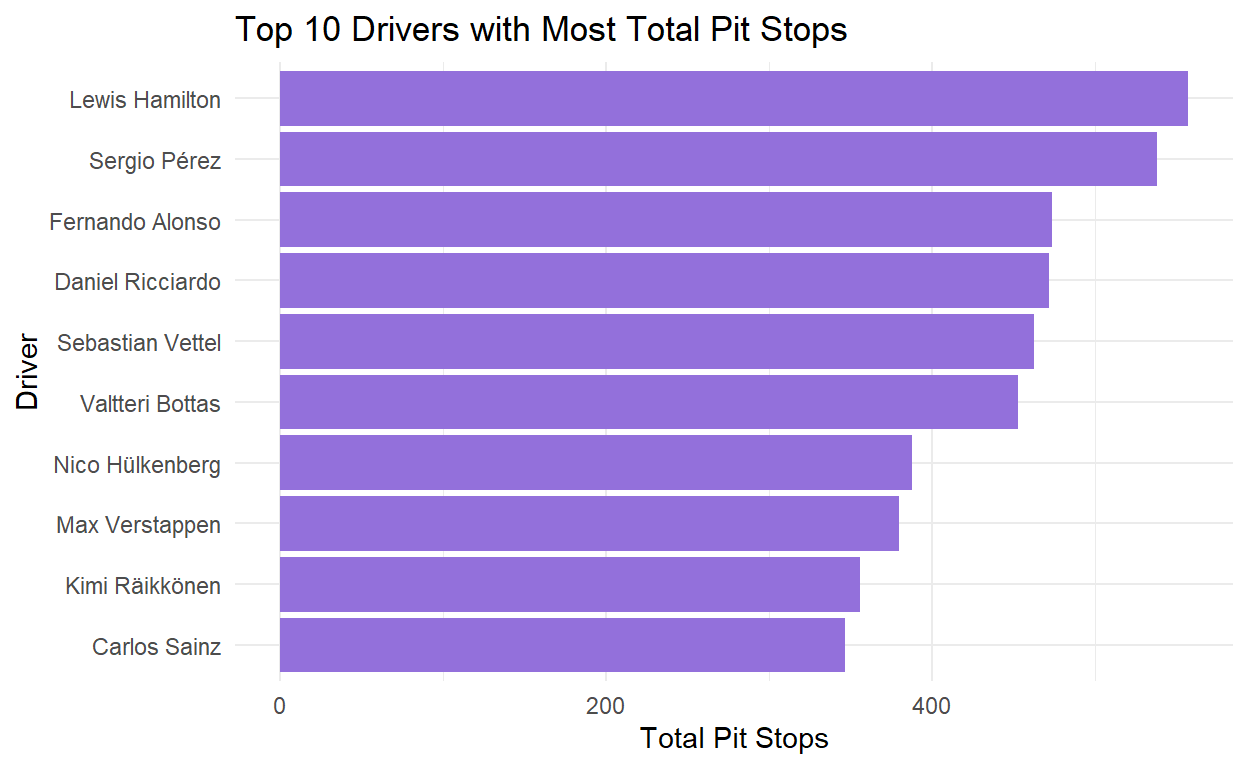 Top 10 Drivers with Most Total Pit Stops
Driver
Lewis Hamilton
Sergio Pérez
Fernando Alonso
Daniel Ricciardo
Sebastian Vettel
Valtteri Bottas
Nico Hülkenberg
Max Verstappen
Kimi Räikkönen
Carlos Sainz
0 200 400
Total Pit Stops